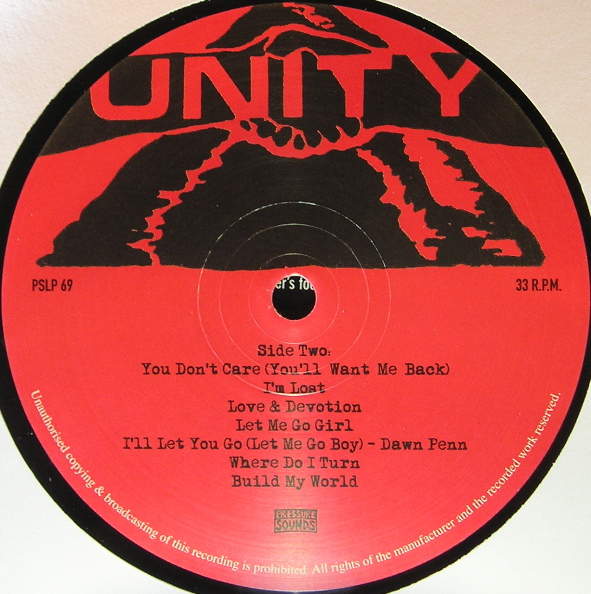 UNITY
PSLP 69
33 R.P.M.
Side Two:
You Don't Care (You'll Want Me Back)
I'm Lost
Love & Devotion
Let Me Go Girl
I'll Let You Go (Let Me Go Boy) - Dawn Penn
Where Do I Turn
Build My World
PRESSURE
SOUNDS
Unauthorised copying & broadcasting of this recording is prohibited. All rights of the manufacturer and the recorded work reserved.